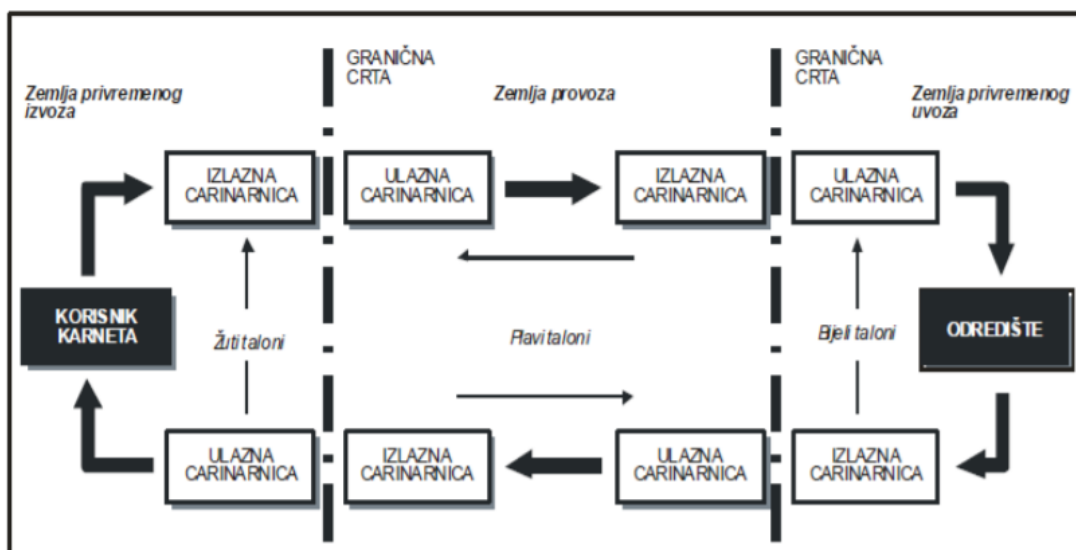 GRANIČNA
CRTA
GRANIČNA
CRTA
Zemlja privremenog
izvoza
Zemlja provoza
Zemlja privremenog
uvoza
IZLAZNA
CARINARNICA
ULAZNA
CARINARNICA
IZLAZNA
CARINARNICA
ULAZNA
CARINARNICA
KORISNIK
KARNETA
Žuti taloni
Plavi taloni
Bijeli taloni
ODREDIŠTE
ULAZNA
CARINARNICA
IZLAZNA
CARINARNICA
ULAZNA
CARINARNICA
IZLAZNA
CARINARNICA